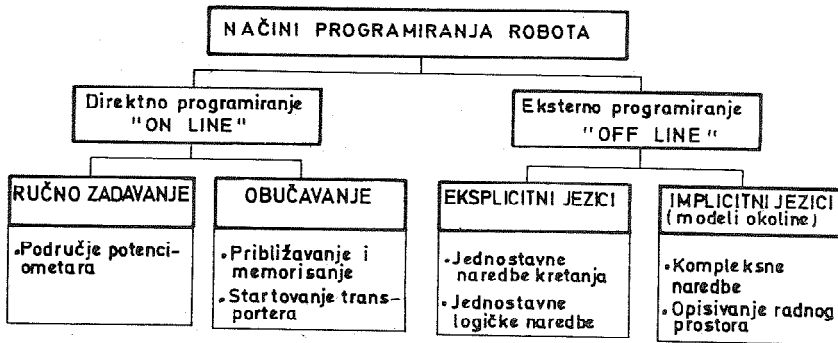 NAČINI PROGRAMIRANJA ROBOTA
Direktno programiranje
"ON LINE"
Eksterno programiranje
"OFF LINE"
RUČNO ZADAVANJE
•Područje potenci-
ometara
OBUČAVANJE
•Približavanje i
memorisanje
•Startovanje trans-
portera
EKSPLICITNI JEZICI
•Jednostavne
naredbe kretanja
•Jednostavne
logičke naredbe
IMPLICITNI JEZICI
(modeli okoline)
•Kompleksne
naredbe
•Opisivanje radnog
prostora